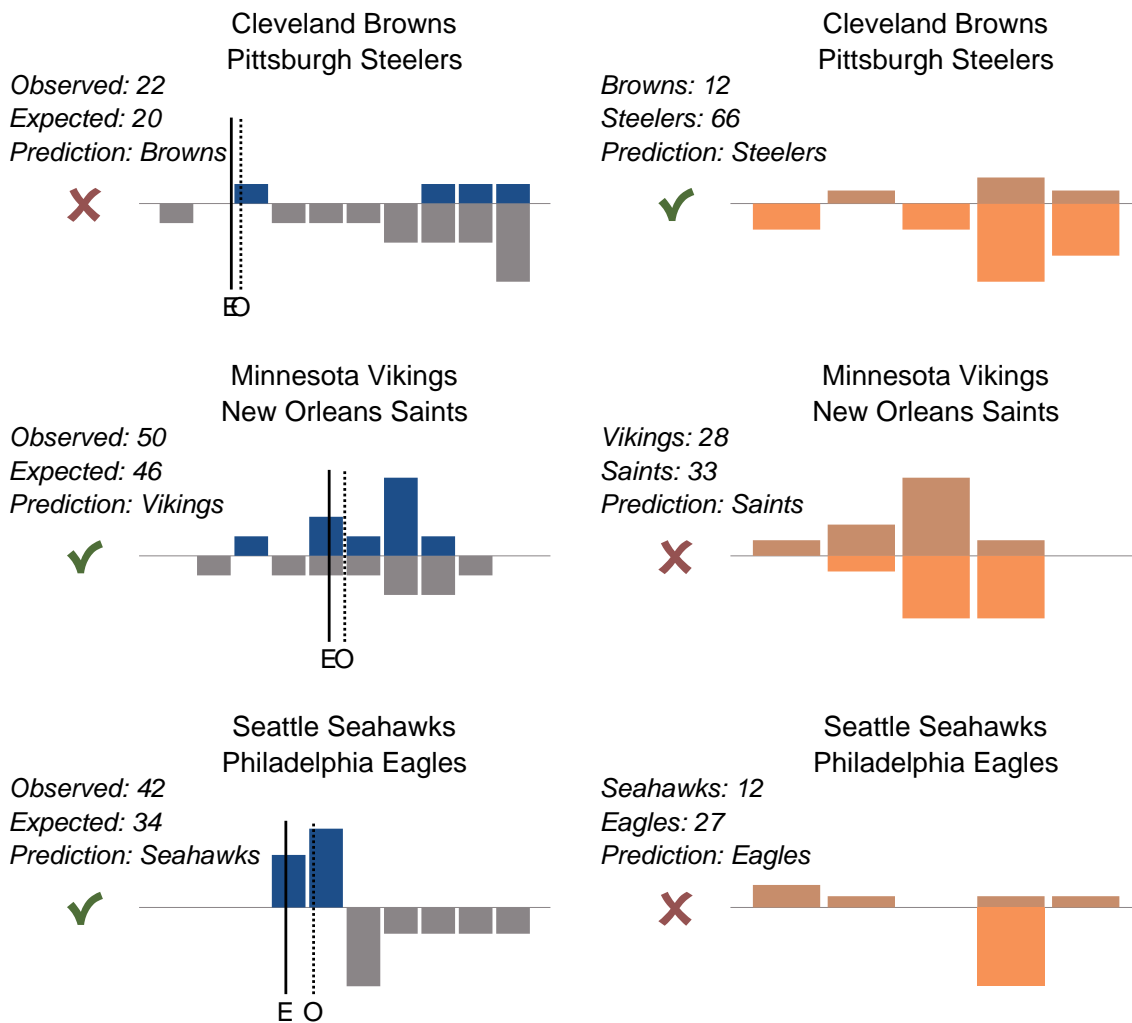 Cleveland Browns
Pittsburgh Steelers
Observed: 22
Expected: 20
Prediction: Browns
E
O
Cleveland Browns
Pittsburgh Steelers
Browns: 12
Steelers: 66
Prediction: Steelers
Minnesota Vikings
New Orleans Saints
Observed: 50
Expected: 46
Prediction: Vikings
E
O
Minnesota Vikings
New Orleans Saints
Vikings: 28
Saints: 33
Prediction: Saints
Seattle Seahawks
Philadelphia Eagles
Observed: 42
Expected: 34
Prediction: Seahawks
E
O
Seattle Seahawks
Philadelphia Eagles
Seahawks: 12
Eagles: 27
Prediction: Eagles